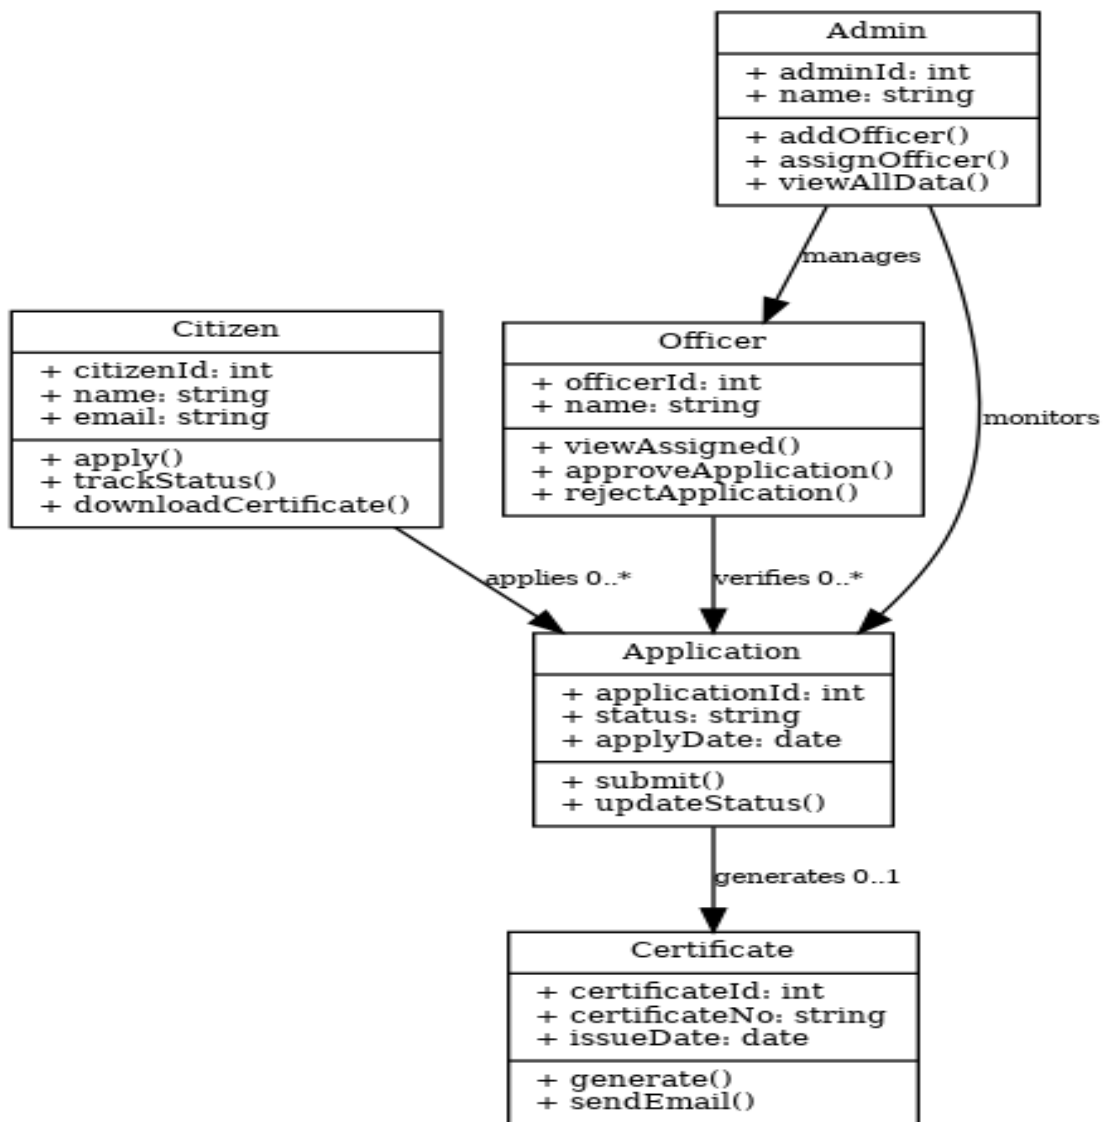 Admin
+ adminId: int
+ name: string
+ addOfficer()
+ assignOfficer()
+ viewAllData()
manages
monitors
Citizen
+ citizenId: int
+ name: string
+ email: string
+ apply()
+ trackStatus()
+ downloadCertificate()
Officer
+ officerId: int
+ name: string
+ viewAssigned()
+ approveApplication()
+ rejectApplication()
applies 0..*
verifies 0..*
Application
+ applicationId: int
+ status: string
+ applyDate: date
+ submit()
+ updateStatus()
generates 0..1
Certificate
+ certificateId: int
+ certificateNo: string
+ issueDate: date
+ generate()
+ sendEmail()